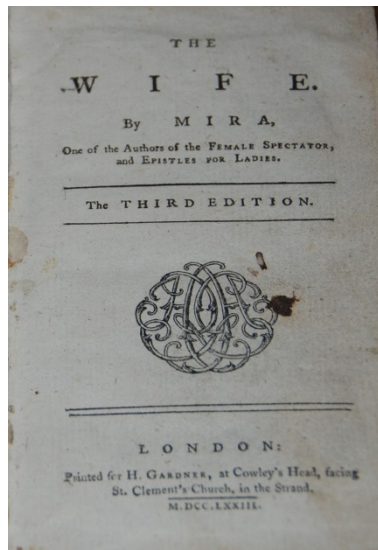 THE
WIFE.
By MIRA,
One of the Authors of the FEMALE SPECTATOR,
and EPISTLES FOR LADIES.
The THIRD EDITION.
LONDON:
Printed for H. GARDNER, at Cowley's Head, facing
St. Clement's Church, in the Strand.
M.DCC.LXXIII.